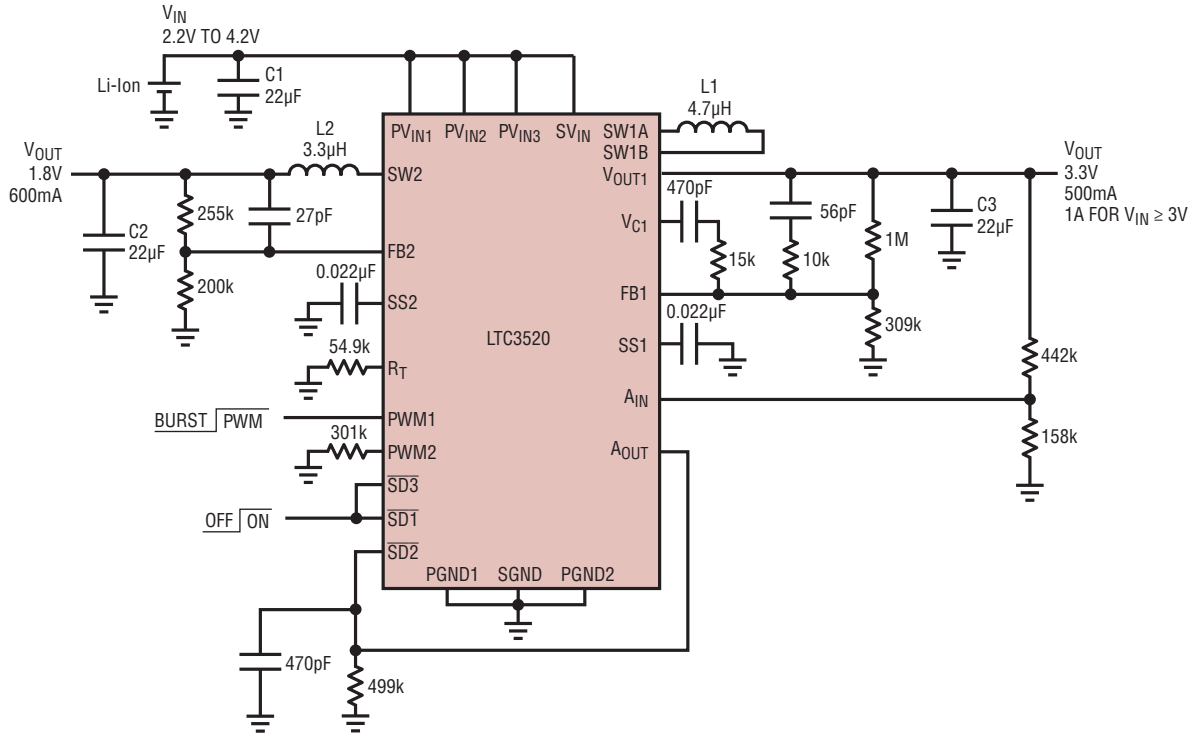 VIN
2.2V TO 4.2V
Li-Ion
C1
22µF
L1
4.7µH
PVIN1 PVIN2 PVIN3 SVIN SW1A
SW1B
L2
3.3µH
VOUT
1.8V
600mA
SW2
VOUT1
VOUT
3.3V
500mA
1A FOR VIN ≥ 3V
255k
27pF
C2
22µF
FB2
200k
470pF
VC1
15k
56pF
10k
1M
C3
22µF
FB1
0.022µF
SS2
0.022µF
SS1
309k
LTC3520
54.9k
RT
442k
AIN
158k
BURST PWM
PWM1
301k
PWM2
AOUT
SD3
OFF ON
SD1
SD2
PGND1 SGND PGND2
470pF
499k